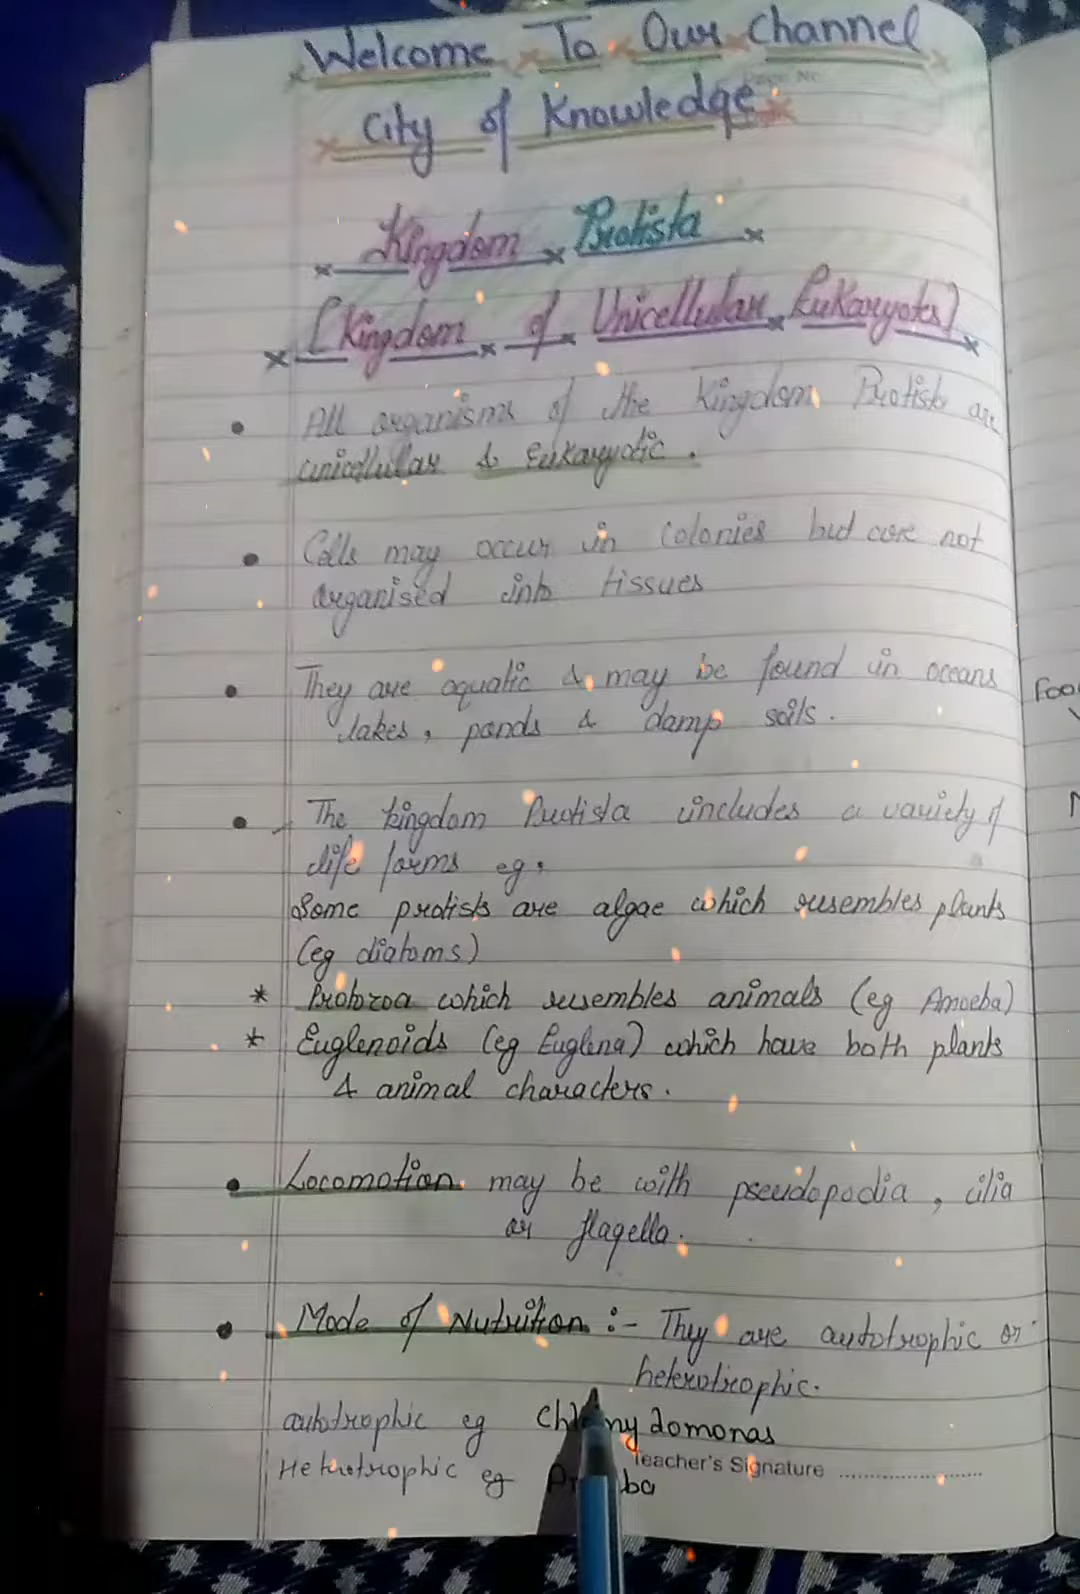 Welcome To Our Channel
City of Knowledge
Kingdom Protista
(Kingdom of Unicellular Eukaryotes)
All organisms of the Kingdom Protista are
unicellular & Eukaryotic.
Cells may occur in colonies but are not
organised into tissues
They are aquatic & may be found in oceans
lakes, ponds & damp soils.
The kingdom Protista includes a variety of
life forms eg:
Some protists are algae which resembles plants
(eg diatoms)
* Protozoa which resembles animals (eg Amoeba)
* Euglenoids (eg Euglena) which have both plants
& animal characters.
Locomotion may be with pseudopodia, cilia
or flagella.
Mode of Nutrition :- They are autotrophic or
heterotrophic.
autotrophic eg
Teacher's Signature
Heterotrophic eg